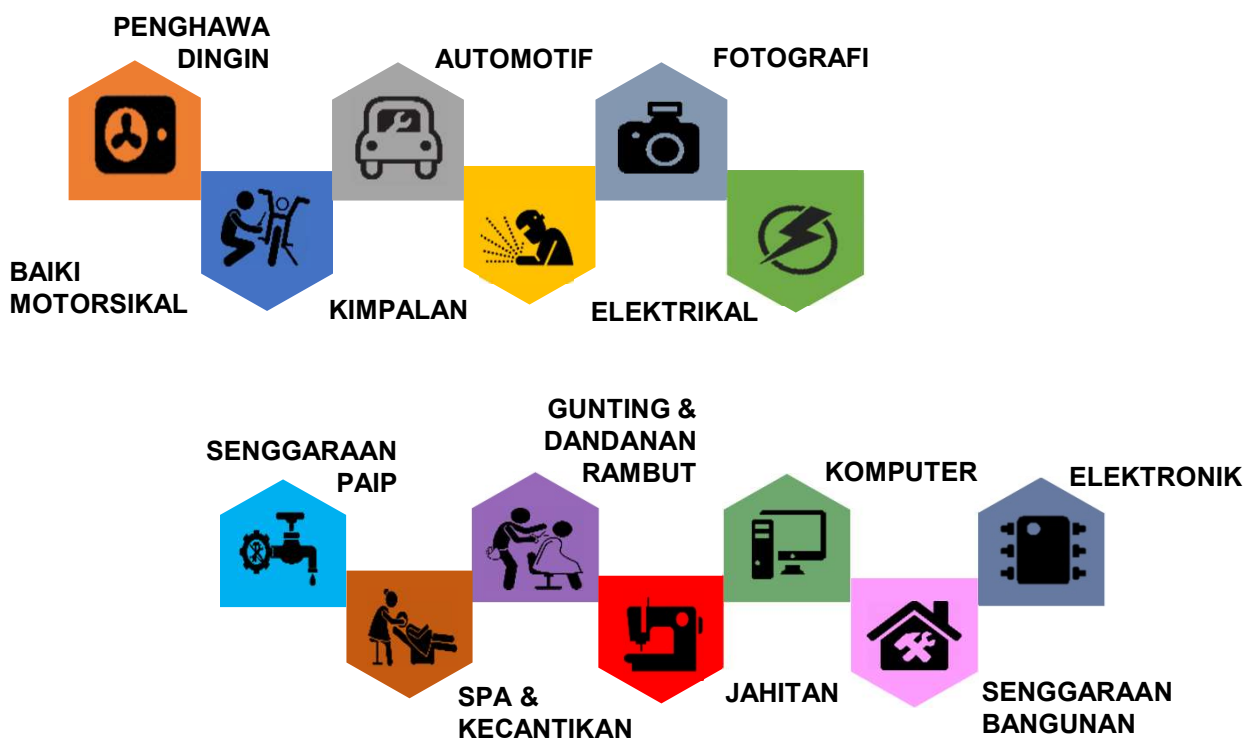 PENGHAWA
DINGIN
AUTOMOTIF
FOTOGRAFI
BAIKI
MOTORSIKAL
KIMPALAN
ELEKTRIKAL
GUNTING &
DANDANAN
RAMBUT
SENGGARAAN
PAIP
KOMPUTER
ELEKTRONIK
SPA &
KECANTIKAN
JAHITAN
SENGGARAAN
BANGUNAN